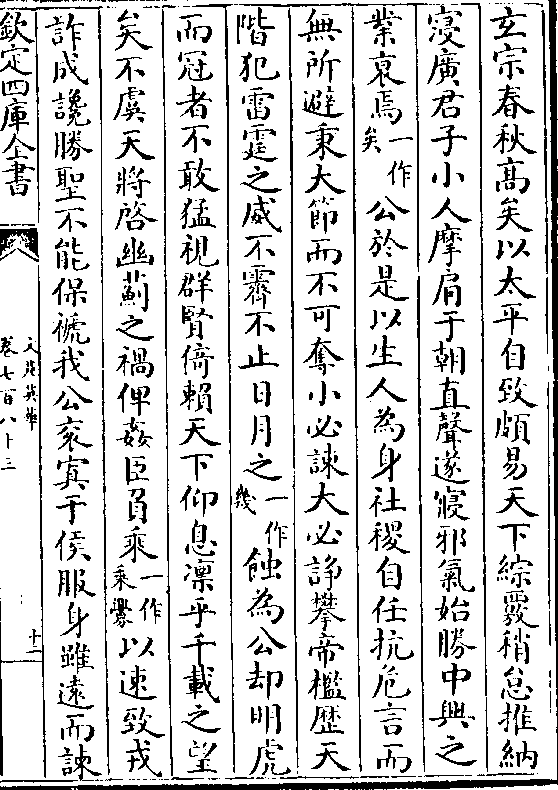 玄宗春秋髙矣以太平自致頗易天下綜覈稍怠推納
寖廣君子小人摩肩于朝直聲遂寢邪氣始勝中興之
業衰焉一作矣公於是以生人為身社稷自任抗危言而
無所避秉大節而不可奪小必諫大必諍攀帝檻歴天
階犯雷霆之威不霽不止日月之一作幾蝕為公却明虎
而冠者不敢猛視群賢倚賴天下仰息凜乎千載之望
矣不虞天將啓幽薊之禍俾姦臣負乘一作乘釁以速致戎
詐成讒勝聖不能保褫我公衮寘于侯服身雖逺而諫
欽定四庫全書
文苑英華
卷七百八十三
十二